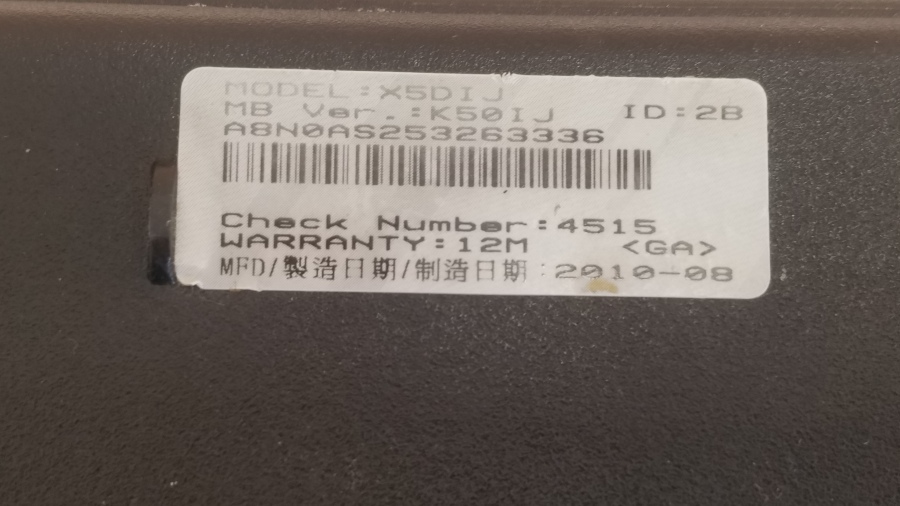 MODEL:X5DIJ
MB Ver.:K50IJ ID:2B
A8N0AS253263336
Check Number:4515
WARRANTY:12M <GA>
MFD/製造日期/制造日期:2010-08